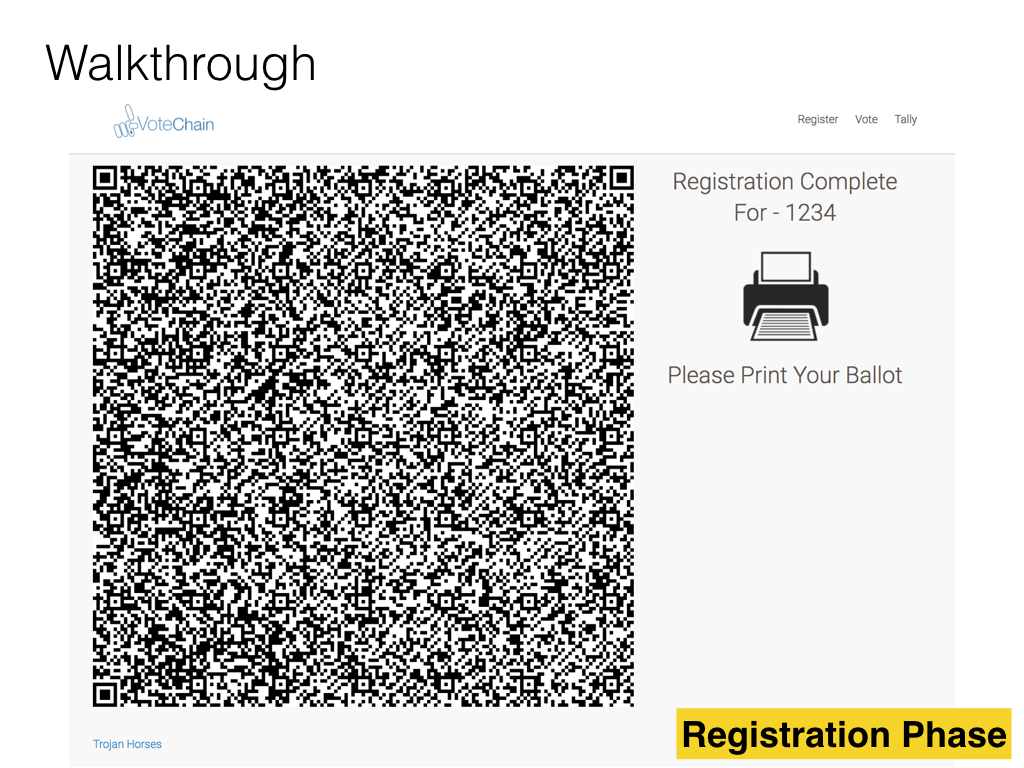 Walkthrough
VoteChain
Register Vote Tally
Registration Complete
For - 1234
Please Print Your Ballot
Trojan Horses
Registration Phase